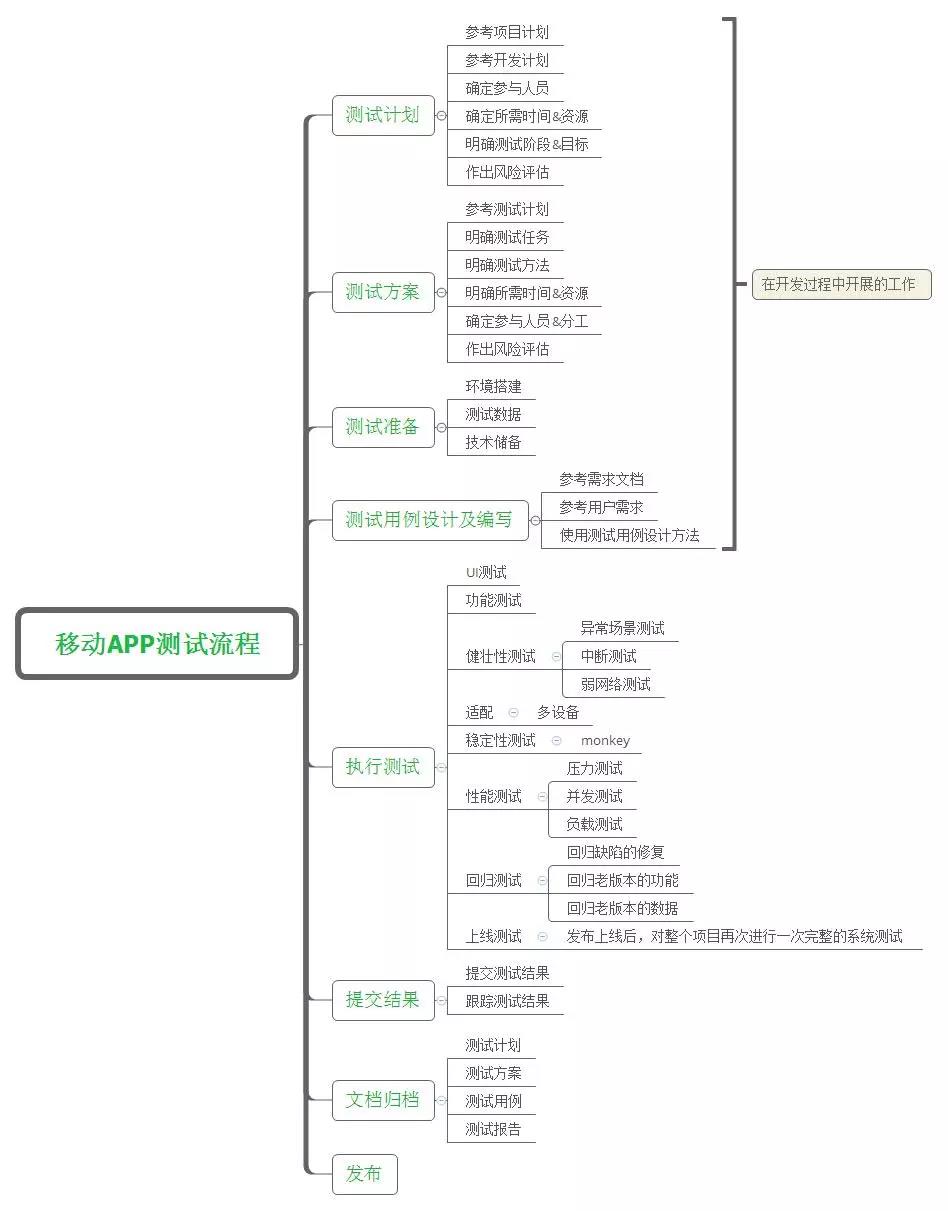 移动APP测试流程
测试计划
参考项目计划
参考开发计划
确定参与人员
确定所需时间&资源
明确测试阶段&目标
作出风险评估
测试方案
参考测试计划
明确测试任务
明确测试方法
明确所需时间&资源
确定参与人员&分工
作出风险评估
测试准备
环境搭建
测试数据
技术储备
测试用例设计及编写
参考需求文档
参考用户需求
使用测试用例设计方法
在开发过程中开展的工作
执行测试
UI测试
功能测试
健壮性测试
异常场景测试
中断测试
弱网络测试
适配
多设备
稳定性测试
monkey
性能测试
压力测试
并发测试
负载测试
回归测试
回归缺陷的修复
回归老版本的功能
回归老版本的数据
上线测试
发布上线后，对整个项目再次进行一次完整的系统测试
提交结果
提交测试结果
跟踪测试结果
文档归档
测试计划
测试方案
测试用例
测试报告
发布